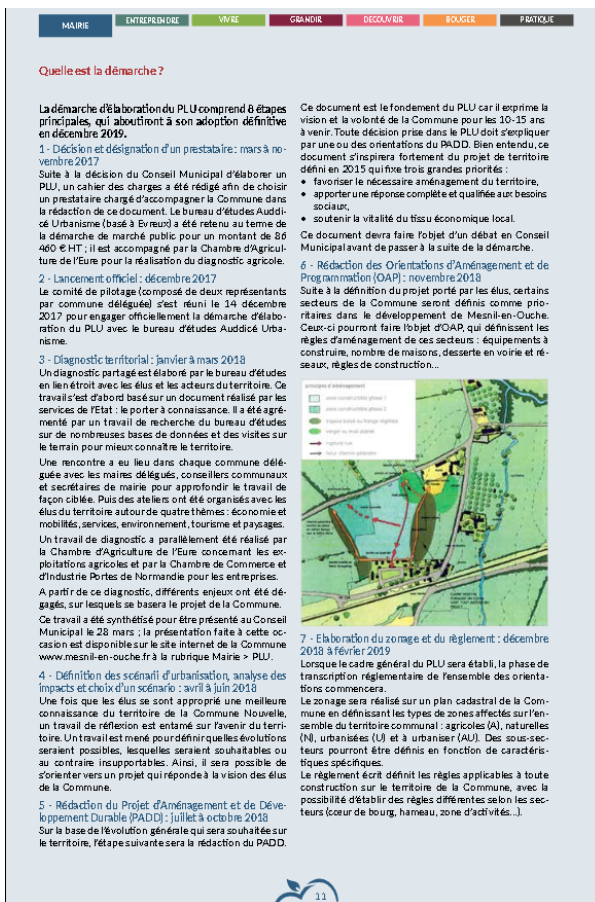 MAIRIE
ENTREPRENDRE
VIVRE
GRANDIR
DECOUVRIR
BOUGER
PRATIQUE
Quelle est la démarche ?
La démarche d'élaboration du PLU comprend 8 étapes
principales, qui aboutiront à son adoption définitive
en décembre 2019.
1 - Décision et désignation d'un prestataire : mars à no-
vembre 2017
Suite à la décision du Conseil Municipal d'élaborer un
PLU, un cahier des charges a été rédigé afin de choisir
un prestataire chargé d'accompagner la Commune dans
la rédaction de ce document. Le bureau d'études Auddi-
cé Urbanisme (basé à Evreux) a été retenu au terme de
la démarche de marché public pour un montant de 86
460 € HT ; il est accompagné par la Chambre d'Agricul-
ture de l'Eure pour la réalisation du diagnostic agricole.
2 - Lancement officiel : décembre 2017
Le comité de pilotage (composé de deux représentants
par commune déléguée) s'est réuni le 14 décembre
2017 pour engager officiellement la démarche d'élabo-
ration du PLU avec le bureau d'études Auddicé Urba-
nisme.
3 - Diagnostic territorial : janvier à mars 2018
Un diagnostic partagé est élaboré par le bureau d'études
en lien étroit avec les élus et les acteurs du territoire. Ce
travail s'est d'abord basé sur un document réalisé par les
services de l'Etat : le porter à connaissance. Il a été agré-
menté par un travail de recherche du bureau d'études
sur de nombreuses bases de données et des visites sur
le terrain pour mieux connaître le territoire.
Une rencontre a eu lieu dans chaque commune délé-
guée avec les maires délégués, conseillers communaux
et secrétaires de mairie pour approfondir le travail de
façon ciblée. Puis des ateliers ont été organisés avec les
élus du territoire autour de quatre thèmes : économie et
mobilités, services, environnement, tourisme et paysages.
Un travail de diagnostic a parallèlement été réalisé par
la Chambre d'Agriculture de l'Eure concernant les ex-
ploitations agricoles et par la Chambre de Commerce et
d'Industrie Portes de Normandie pour les entreprises.
A partir de ce diagnostic, différents enjeux ont été dé-
gagés, sur lesquels se basera le projet de la Commune.
Ce travail a été synthétisé pour être présenté au Conseil
Municipal le 28 mars ; la présentation faite à cette oc-
casion est disponible sur le site internet de la Commune
www.mesnil-en-ouche.fr à la rubrique Mairie > PLU.
4 - Définition des scénarii d'urbanisation, analyse des
impacts et choix d'un scénario : avril à juin 2018
Une fois que les élus se sont approprié une meilleure
connaissance du territoire de la Commune Nouvelle,
un travail de réflexion est entamé sur l'avenir du terri-
toire. Un travail est mené pour définir quelles évolutions
seraient possibles, lesquelles seraient souhaitables ou
au contraire insupportables. Ainsi, il sera possible de
s'orienter vers un projet qui réponde à la vision des élus
de la Commune.
5 - Rédaction du Projet d'Aménagement et de Déve-
loppement Durable (PADD) : juillet à octobre 2018
Sur la base de l'évolution générale qui sera souhaitée sur
le territoire, l'étape suivante sera la rédaction du PADD.
Ce document est le fondement du PLU car il exprime la
vision et la volonté de la Commune pour les 10-15 ans
à venir. Toute décision prise dans le PLU doit s'expliquer
par une ou des orientations du PADD. Bien entendu, ce
document s'inspirera fortement du projet de territoire
défini en 2015 qui fixe trois grandes priorités :
• favoriser le nécessaire aménagement du territoire,
• apporter une réponse complète et qualifiée aux besoins
sociaux,
• soutenir la vitalité du tissu économique local.
Ce document devra faire l'objet d'un débat en Conseil
Municipal avant de passer à la suite de la démarche.
6 - Rédaction des Orientations d'Aménagement et de
Programmation (OAP) : novembre 2018
Suite à la définition du projet porté par les élus, certains
secteurs de la Commune seront définis comme prio-
ritaires dans le développement de Mesnil-en-Ouche.
Ceux-ci pourront faire l'objet d'OAP, qui définissent les
règles d'aménagement de ces secteurs : équipements à
construire, nombre de maisons, desserte en voirie et ré-
seaux, règles de construction...
principes d'aménagement
zone constructible phase 1
zone constructible phase 2
7 - Elaboration du zonage et du règlement : décembre
2018 à février 2019
Lorsque le cadre général du PLU sera établi, la phase de
transcription réglementaire de l'ensemble des orienta-
tions commencera.
Le zonage sera réalisé sur un plan cadastral de la Com-
mune en définissant les types de zones affectés sur l'en-
semble du territoire communal : agricoles (A), naturelles
(N), urbanisées (U) et à urbaniser (AU). Des sous-sec-
teurs pourront être définis en fonction de caractéris-
tiques spécifiques.
Le règlement écrit définit les règles applicables à toute
construction sur le territoire de la Commune, avec la
possibilité d'établir des règles différentes selon les sec-
teurs (cœur de bourg, hameau, zone d'activités...).
11